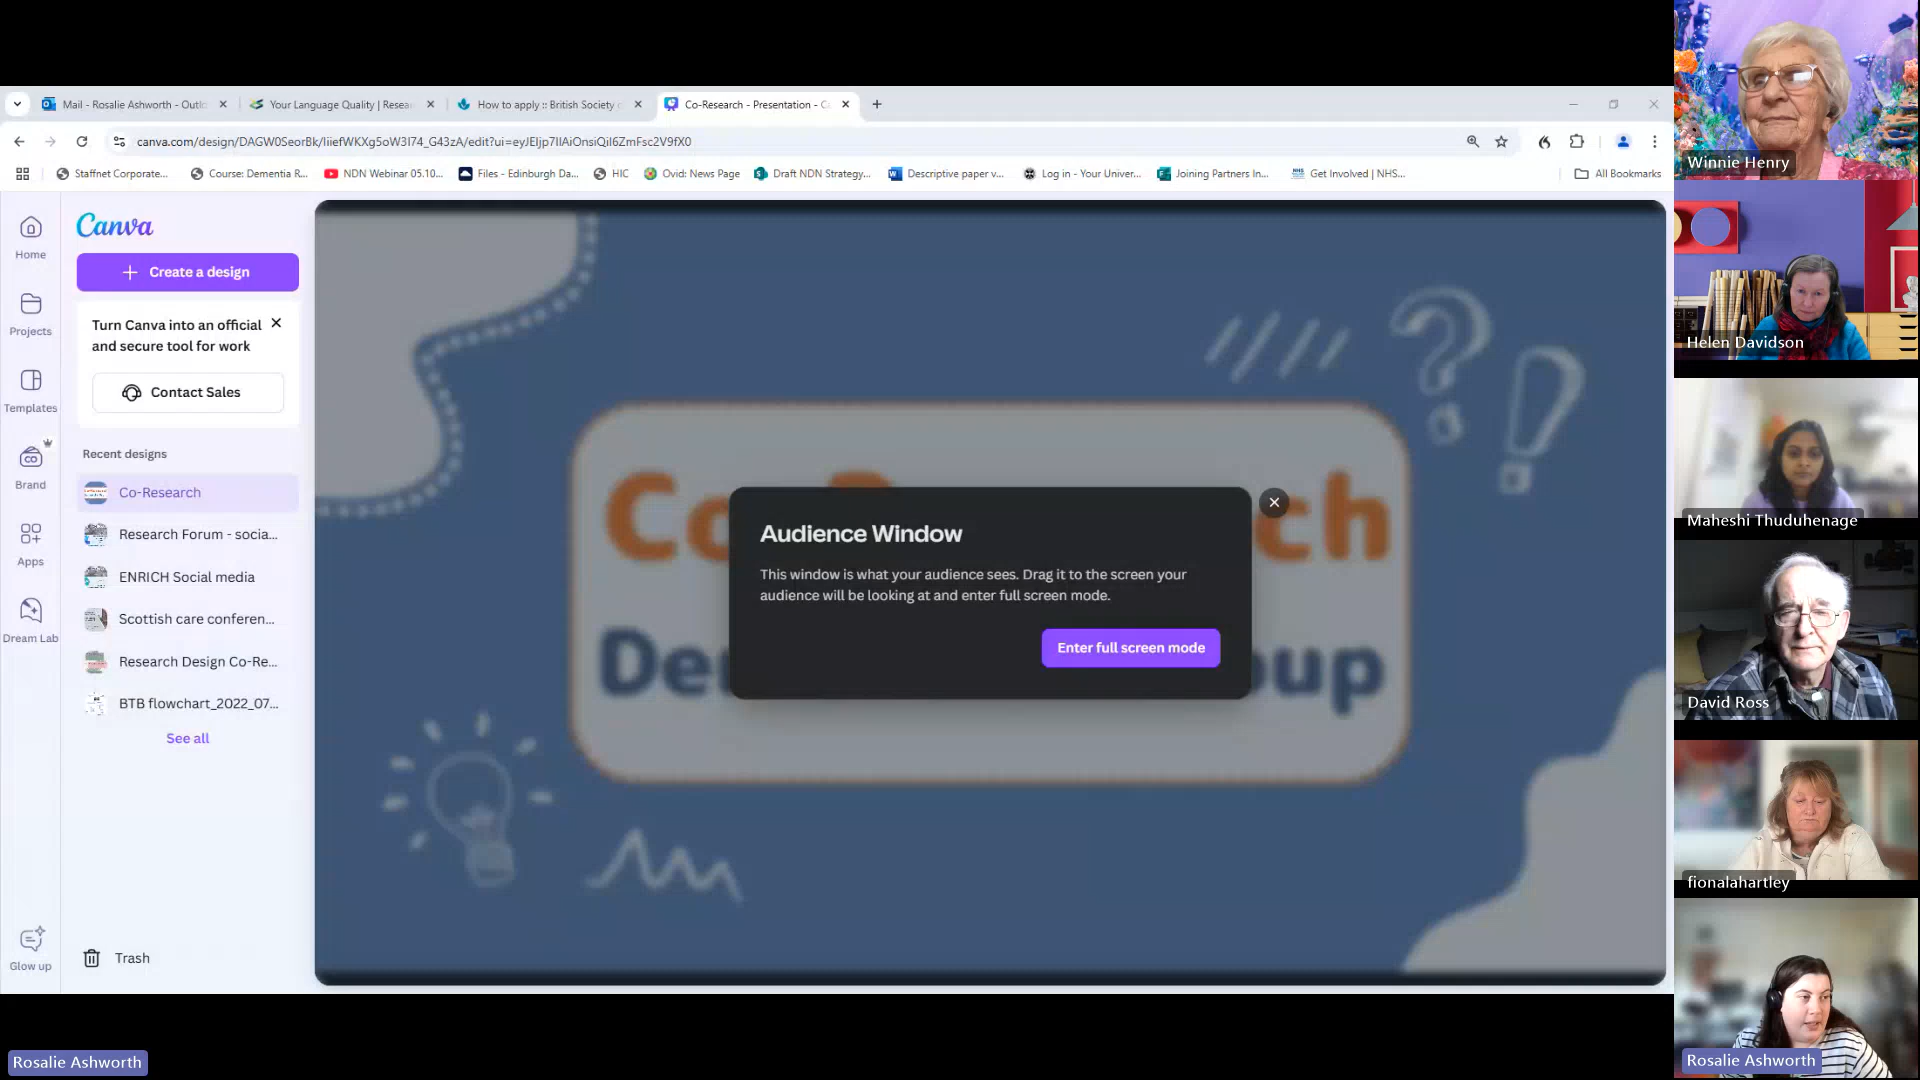 Mail - Rosalie Ashworth - Outlo
Your Language Quality | Resea
How to apply :: British Society o
Co-Research - Presentation - C
canva.com/design/DAGW0SeorBk/IiiefWKXg5oW3I74_G43zA/edit?ui=eyJEIjp7IlAiOnsiQiI6ZmFsc2V9fX0
Staffnet Corporate...
Course: Dementia R...
NDN Webinar 05.10...
Files - Edinburgh Da...
HIC
Ovid: News Page
Draft NDN Strategy...
Descriptive paper v...
Log in - Your Univer...
Joining Partners In...
Get Involved | NHS...
All Bookmarks
Home
Projects
Templates
Brand
Apps
Dream Lab
Glow up
Canva
Create a design
Turn Canva into an official
and secure tool for work
Contact Sales
Recent designs
Co-Research
Research Forum - socia...
ENRICH Social media
Scottish care conferen...
Research Design Co-Re...
BTB flowchart_2022_07...
See all
Trash
Audience Window
This window is what your audience sees. Drag it to the screen your
audience will be looking at and enter full screen mode.
Enter full screen mode
Winnie Henry
Helen Davidson
Maheshi Thuduhenage
David Ross
fionalahartley
Rosalie Ashworth
Rosalie Ashworth